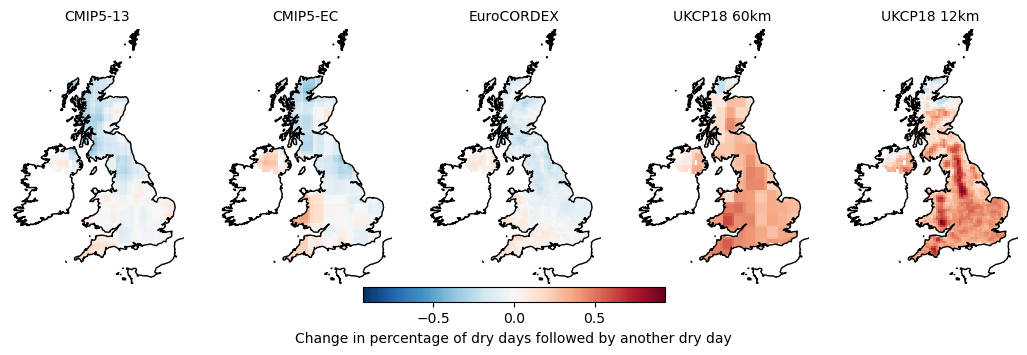 CMIP5-13 CMIP5-EC EuroCORDEX UKCP18 60km UKCP18 12km
−0.5 0.0 0.5
Change in percentage of dry days followed by another dry day